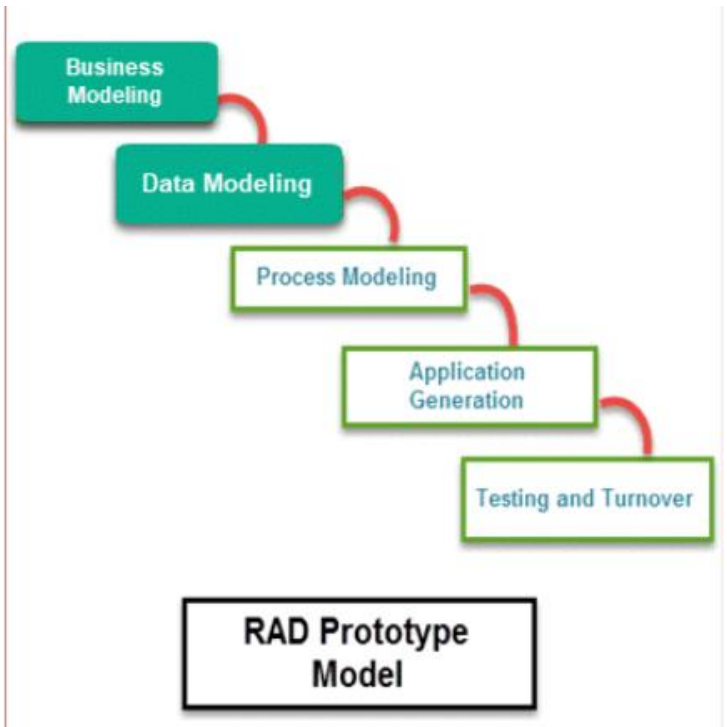 Business
Modeling
Data Modeling
Process Modeling
Application
Generation
Testing and Turnover
RAD Prototype
Model